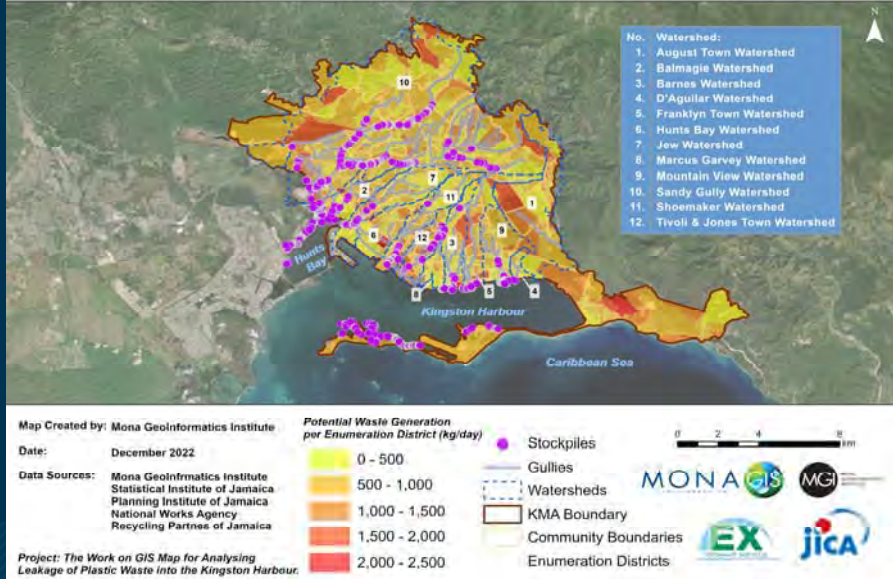 N
No. Watershed:
1. August Town Watershed
2. Balmagie Watershed
3. Barnes Watershed
4. D'Aguilar Watershed
5. Franklyn Town Watershed
6. Hunts Bay Watershed
7. Jew Watershed
8. Marcus Garvey Watershed
9. Mountain View Watershed
10. Sandy Gully Watershed
11. Shoemaker Watershed
12. Tivoli & Jones Town Watershed
10
7
2
11
1
6
12
3
9
8
5
4
Hunts
Bay
Kingston Harbour
Caribbean Sea
Map Created by: Mona GeoInformatics Institute
Date: December 2022
Data Sources: Mona GeoInfrmatics Institute
Statistical Institute of Jamaica
Planning Institute of Jamaica
National Works Agency
Recycling Partnes of Jamaica
Project: The Work on GIS Map for Analysing
Leakage of Plastic Waste into the Kingston Harbour.
Potential Waste Generation
per Enumeration District (kg/day)
0 - 500
500 - 1,000
1,000 - 1,500
1,500 - 2,000
2,000 - 2,500
Stockpiles
Gullies
Watersheds
KMA Boundary
Community Boundaries
Enumeration Districts
0 2 4 8
km
MONA GIS
MGI
EX
jICA